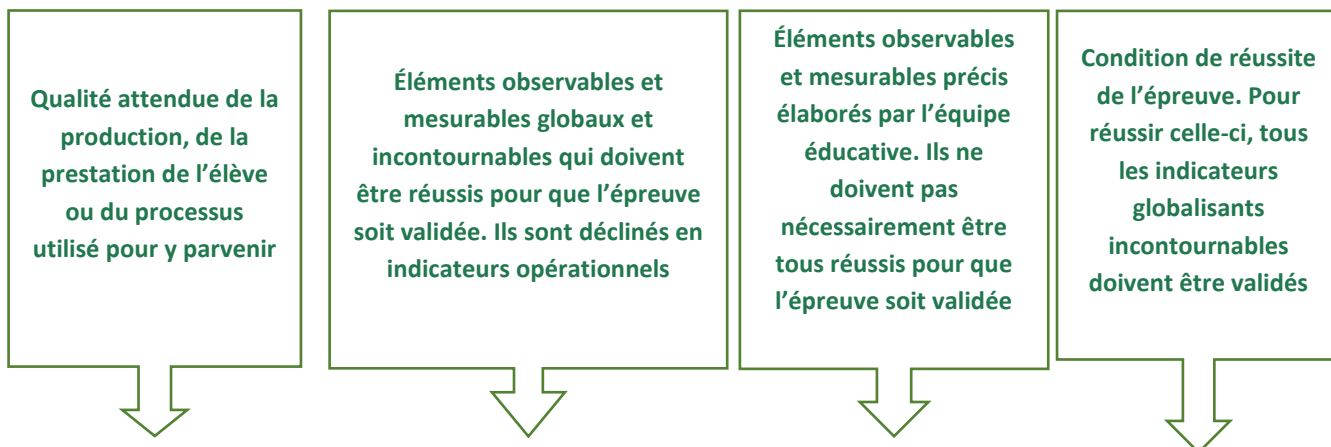 Qualité attendue de la
production, de la
prestation de l’élève
ou du processus
utilisé pour y parvenir
Éléments observables et
mesurables globaux et
incontournables qui doivent
être réussis pour que l’épreuve
soit validée. Ils sont déclinés en
indicateurs opérationnels
Éléments observables
et mesurables précis
élaborés par l’équipe
éducative. Ils ne
doivent pas
nécessairement être
tous réussis pour que
l’épreuve soit validée
Condition de réussite
de l’épreuve. Pour
réussir celle-ci, tous
les indicateurs
globalisants
incontournables
doivent être validés